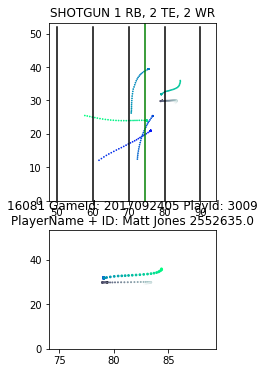 SHOTGUN 1 RB, 2 TE, 2 WR
50
40
30
20
10
0
50 60 70 80 90
16081 GameId: 2017092405 PlayId: 3009
PlayerName + ID: Matt Jones 2552635.0
40
20
0
75 80 85